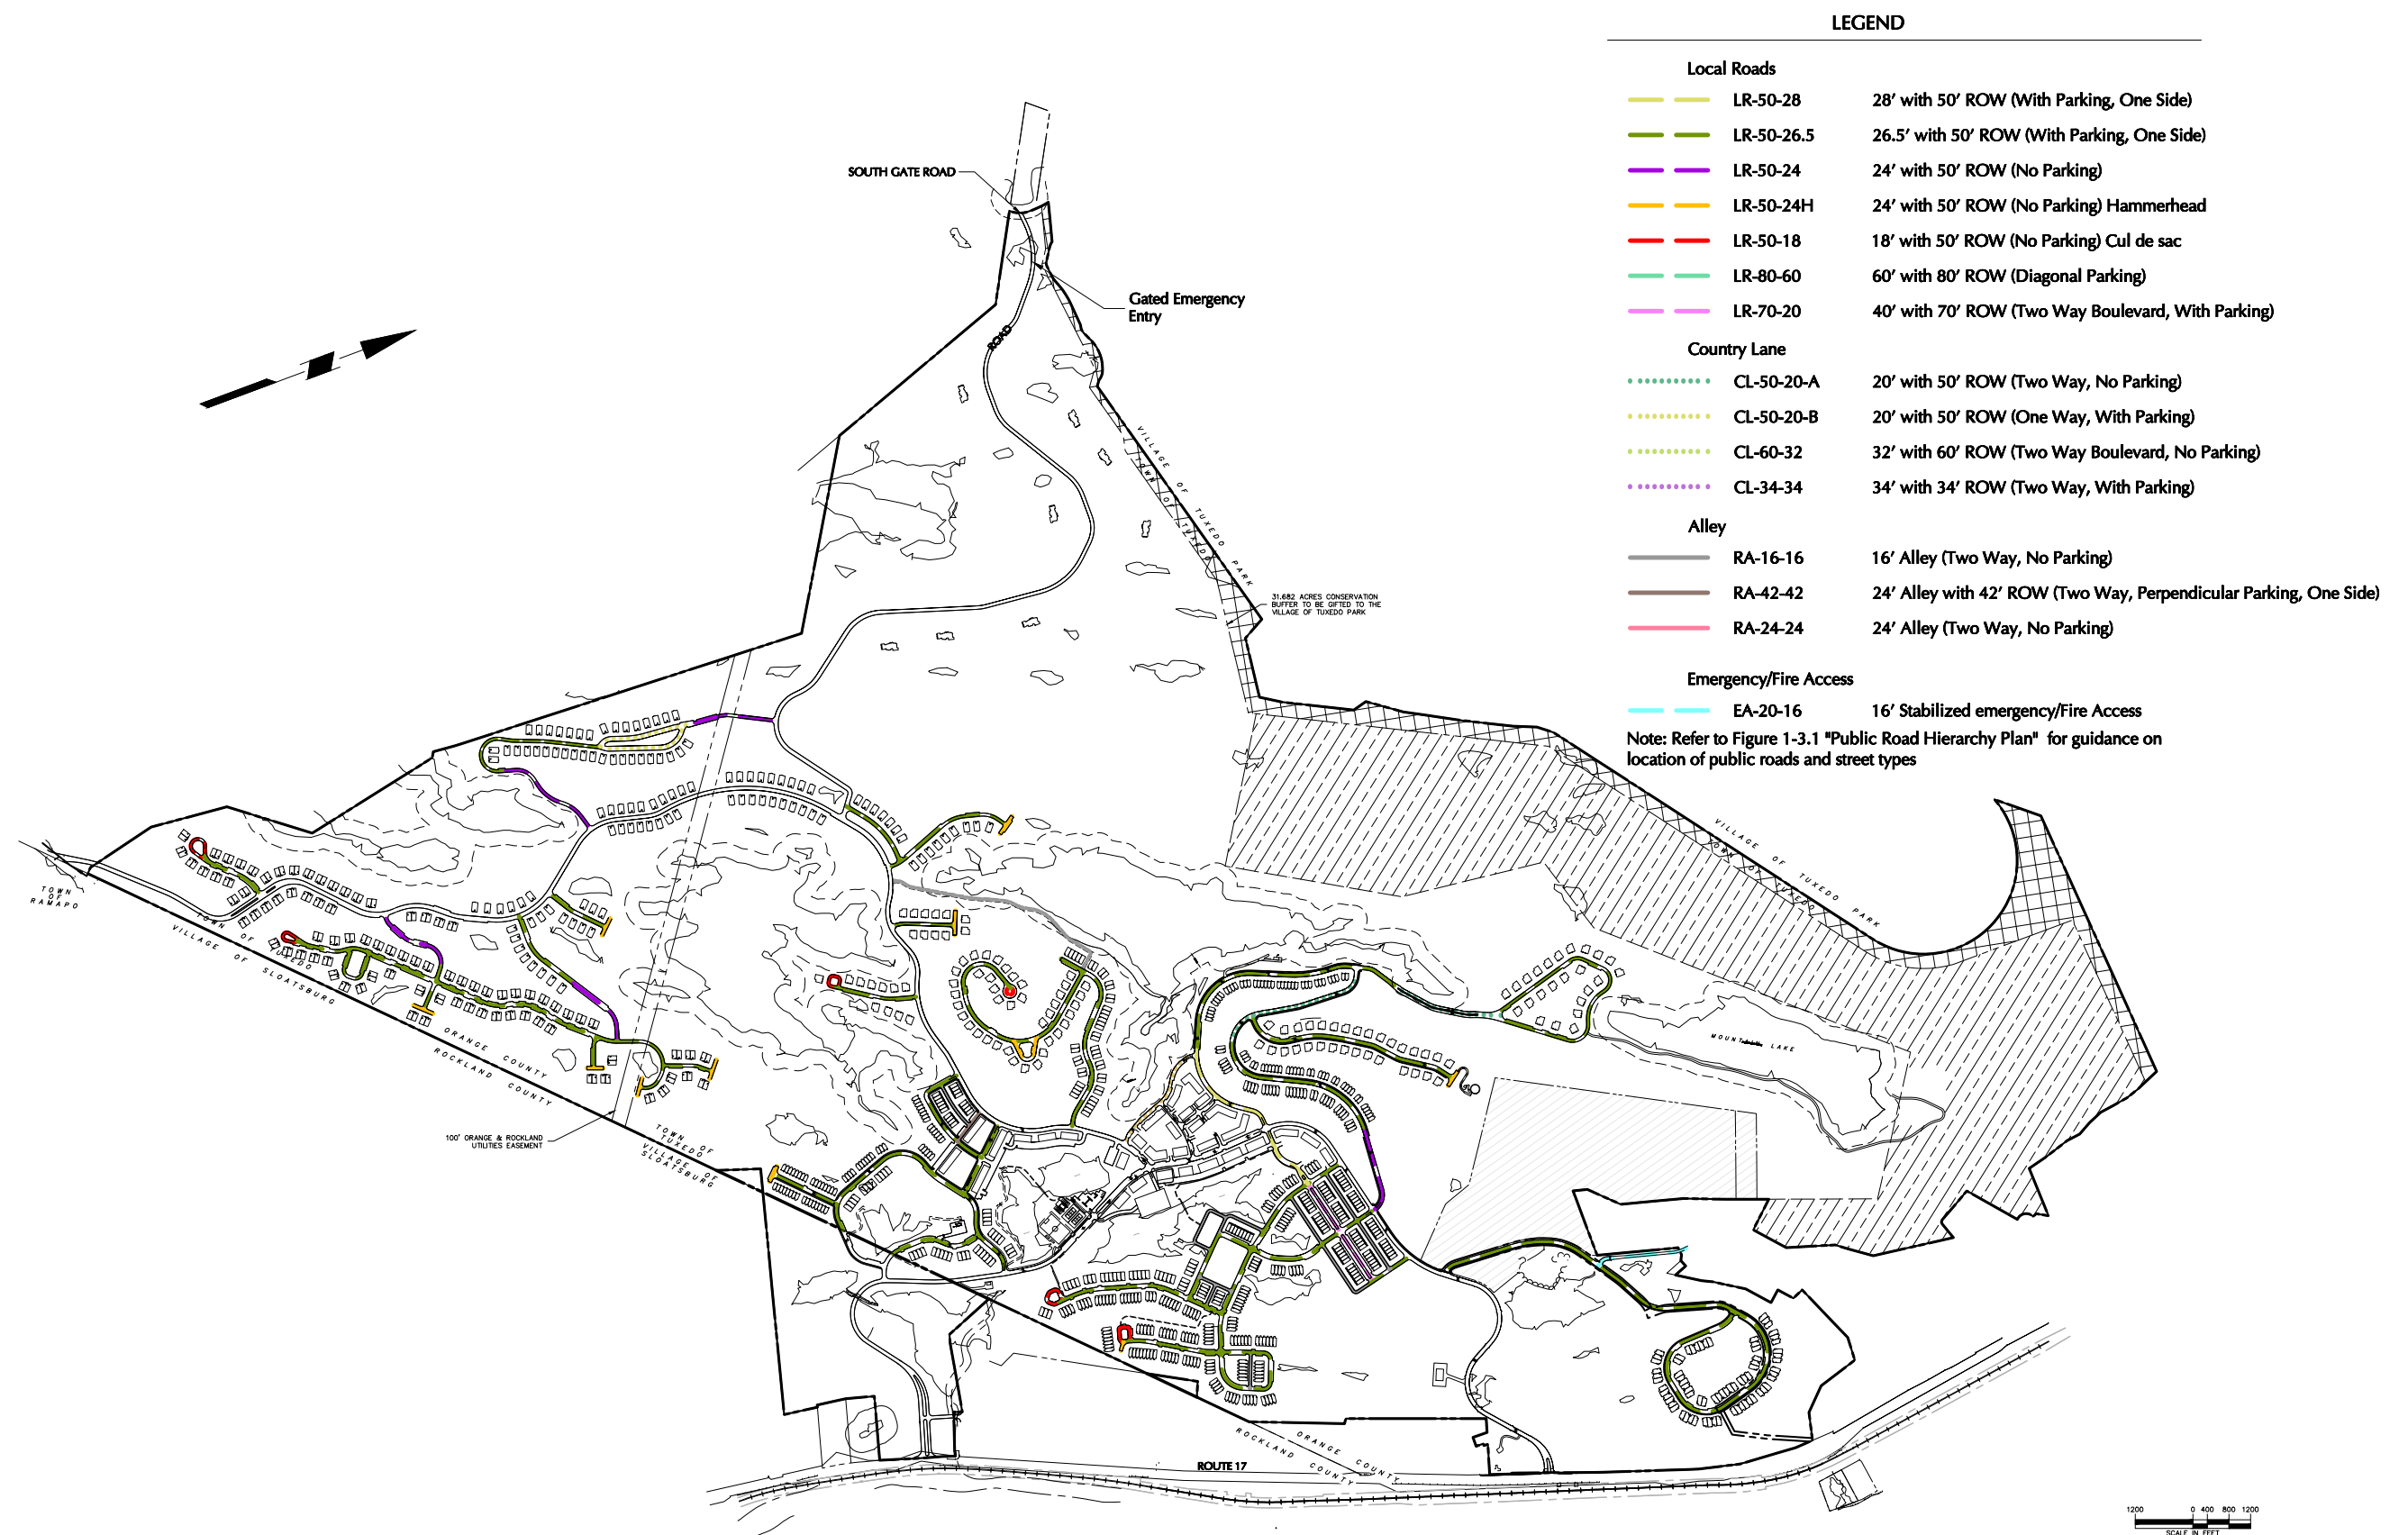 LEGEND
Local Roads
LR-50-28 28' with 50' ROW (With Parking, One Side)
LR-50-26.5 26.5' with 50' ROW (With Parking, One Side)
LR-50-24 24' with 50' ROW (No Parking)
LR-50-24H 24' with 50' ROW (No Parking) Hammerhead
LR-50-18 18' with 50' ROW (No Parking) Cul de sac
LR-80-60 60' with 80' ROW (Diagonal Parking)
LR-70-20 40' with 70' ROW (Two Way Boulevard, With Parking)
Country Lane
CL-50-20-A 20' with 50' ROW (Two Way, No Parking)
CL-50-20-B 20' with 50' ROW (One Way, With Parking)
CL-60-32 32' with 60' ROW (Two Way Boulevard, No Parking)
CL-34-34 34' with 34' ROW (Two Way, With Parking)
Alley
RA-16-16 16' Alley (Two Way, No Parking)
RA-42-42 24' Alley with 42' ROW (Two Way, Perpendicular Parking, One Side)
RA-24-24 24' Alley (Two Way, No Parking)
Emergency/Fire Access
EA-20-16 16' Stabilized emergency/Fire Access
Note: Refer to Figure 1-3.1 "Public Road Hierarchy Plan" for guidance on
location of public roads and street types
SOUTH GATE ROAD
Gated Emergency
Entry
ROAD
VILLAGE OF TUXEDO PARK
TOWN OF TUXEDO
31.682 ACRES CONSERVATION
BUFFER TO BE GIFTED TO THE
VILLAGE OF TUXEDO PARK
VILLAGE OF TUXEDO PARK
TOWN OF TUXEDO
TOWN
OF
RAMAPO
TOWN OF TUXEDO
VILLAGE OF SLOATSBURG
ORANGE COUNTY
ROCKLAND COUNTY
LAKE
100' ORANGE & ROCKLAND
UTILITIES EASEMENT
TOWN OF
TUXEDO
VILLAGE OF
SLOATSBURG
ORANGE COUNTY
ROCKLAND COUNTY
ROUTE 17
1200 0 400 800 1200
SCALE IN FEET